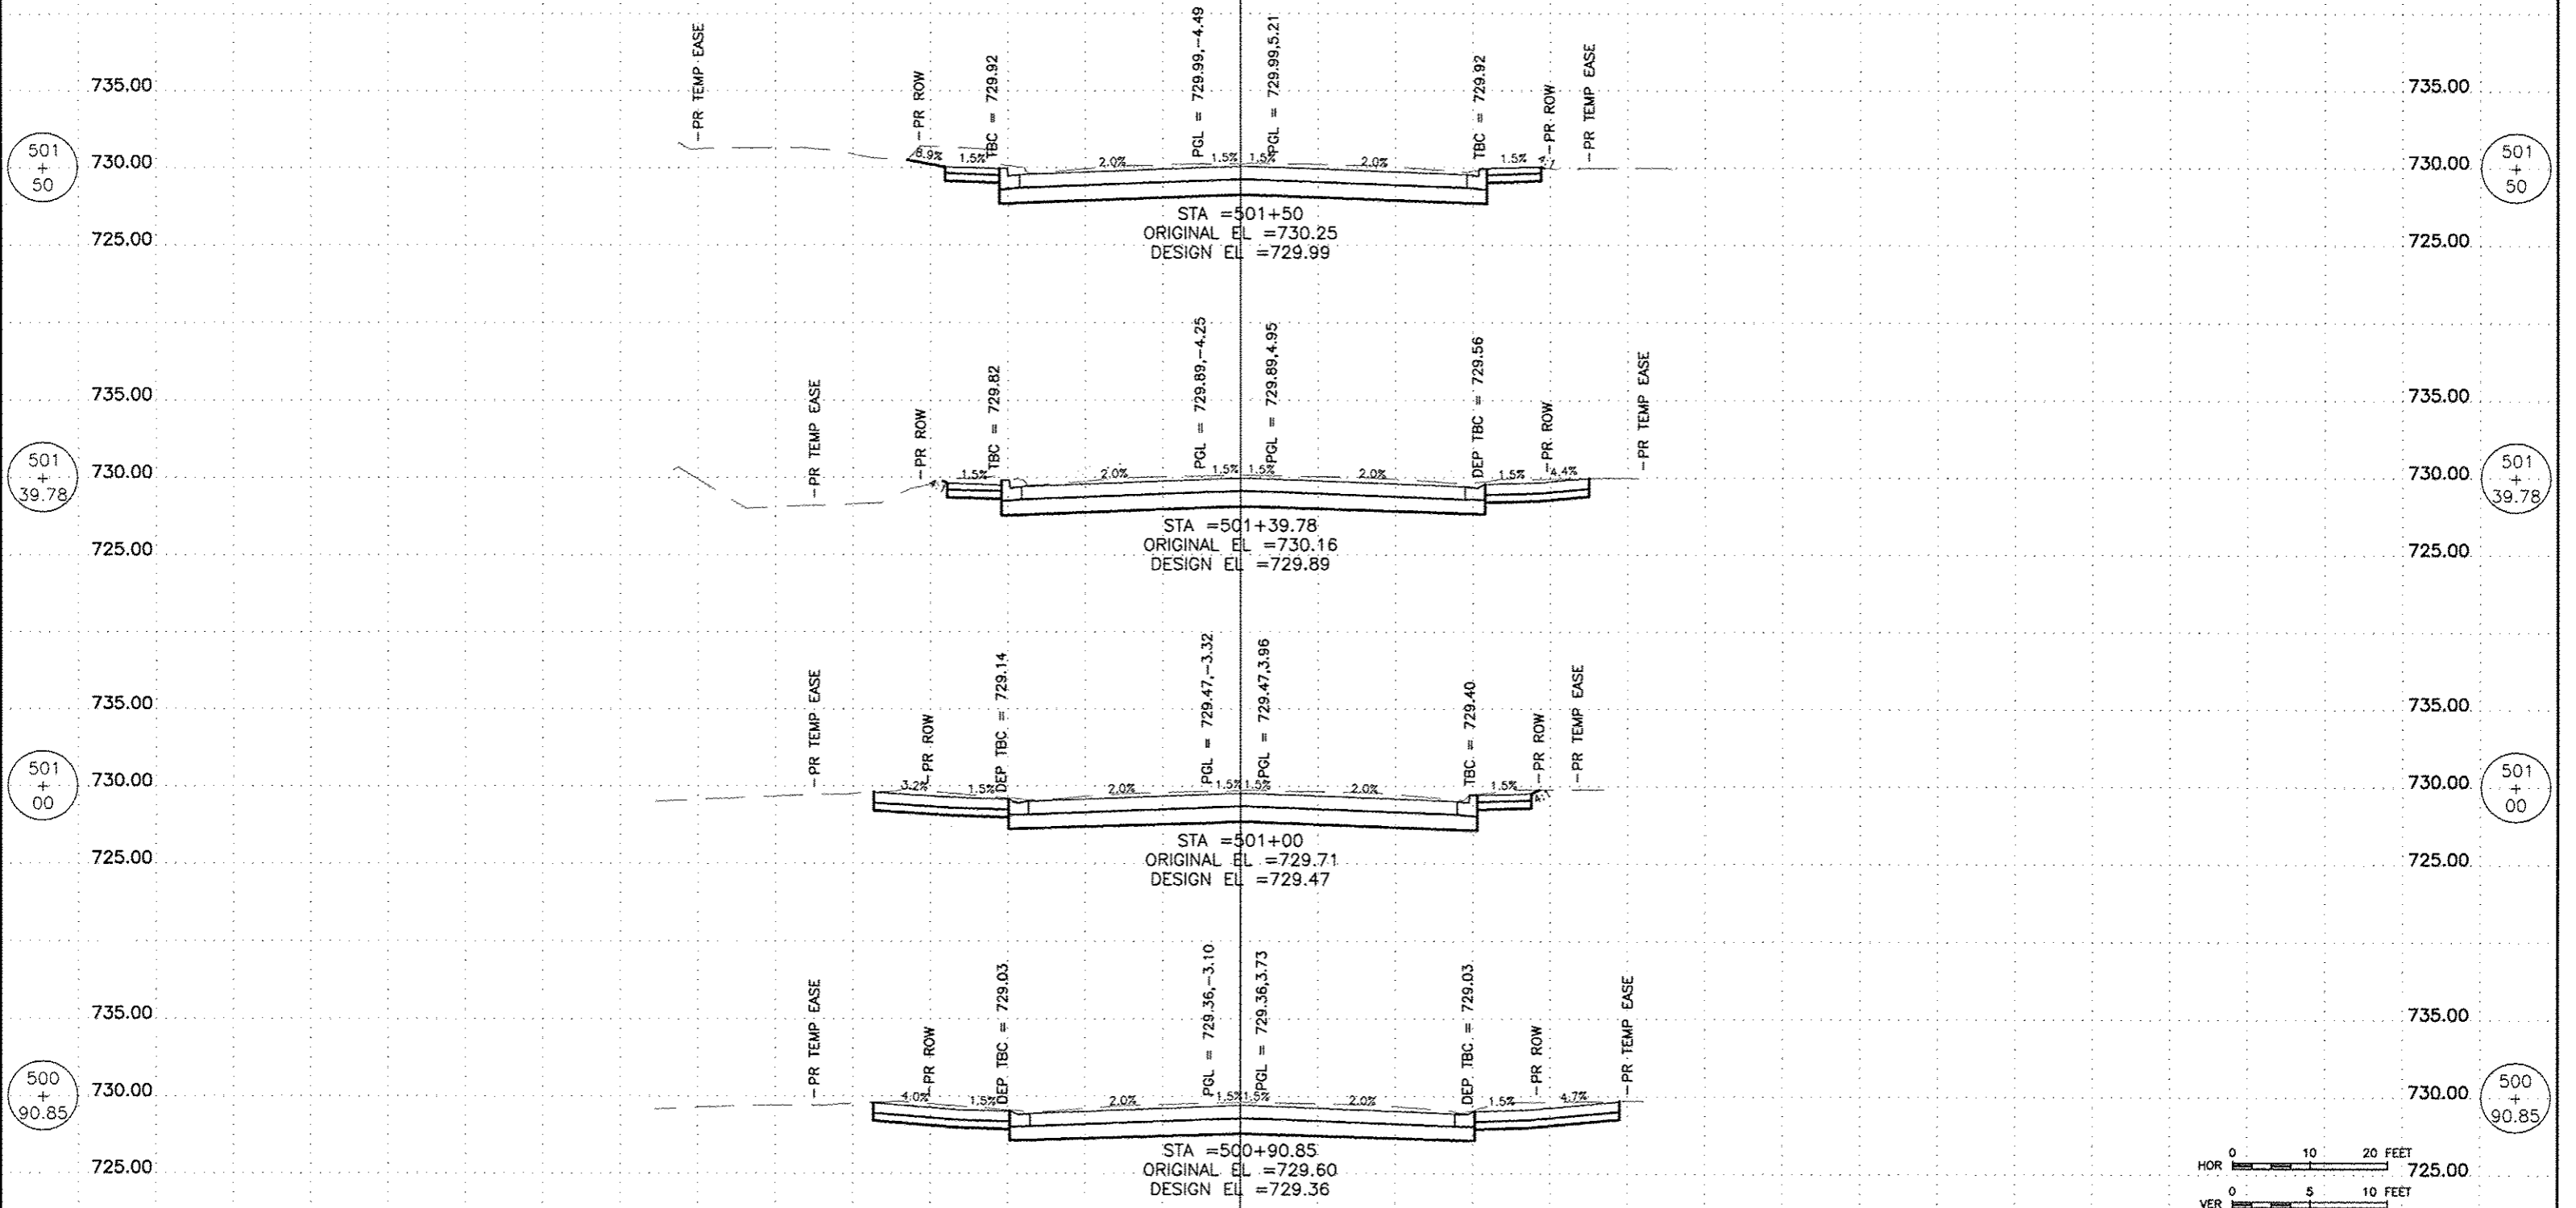 PR TEMP EASE
PR ROW
TBC = 729.92
PGL = 729.99,-4.49
PGL = 729.99,5.21
TBC = 729.92
PR ROW
PR TEMP EASE
735.00 735.00
501 + 50
730.00 8.9% 1.5% 2.0% 1.5% 1.5% 2.0% 1.5% 730.00
501 + 50
STA =501+50
ORIGINAL EL =730.25
725.00 725.00
DESIGN EL =729.99
PR TEMP EASE
PR ROW
TBC = 729.82
PGL = 729.89,-4.25
PGL = 729.89,4.95
DEP TBC = 729.56
PR ROW
PR TEMP EASE
735.00 735.00
501 + 39.78
730.00 1.5% 2.0% 1.5% 1.5% 2.0% 1.5% 4.4% 730.00
501 + 39.78
STA =501+39.78
ORIGINAL EL =730.16
725.00 725.00
DESIGN EL =729.89
PR TEMP EASE
PR ROW
DEP TBC = 729.14
PGL = 729.47,-3.32
PGL = 729.47,3.96
TBC = 729.40
PR ROW
PR TEMP EASE
735.00 735.00
501 + 00
730.00 3.2% 1.5% 2.0% 1.5% 1.5% 2.0% 1.5% 730.00
501 + 00
STA =501+00
ORIGINAL EL =729.71
725.00 725.00
DESIGN EL =729.47
PR TEMP EASE
PR ROW
DEP TBC = 729.03
PGL = 729.36,-3.10
PGL = 729.36,3.73
DEP TBC = 729.03
PR ROW
PR TEMP EASE
735.00 735.00
500 + 90.85
730.00 4.0% 1.5% 2.0% 1.5% 1.5% 2.0% 1.5% 4.7% 730.00
500 + 90.85
STA =500+90.85
ORIGINAL EL =729.60
725.00 725.00
DESIGN EL =729.36
HOR 0 10 20 FEET
VER 0 5 10 FEET